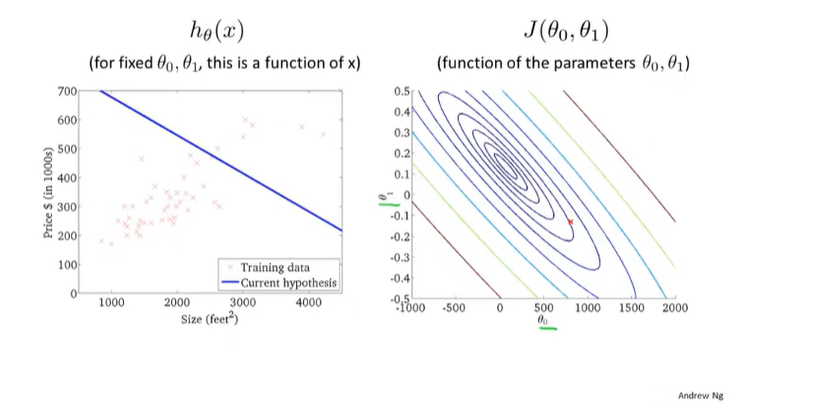 hθ(x)
(for fixed θ0, θ1, this is a function of x)
700
600
500
400
300
200
100
0
Price $ (in 1000s)
1000
2000
3000
4000
Size (feet2)
Training data
Current hypothesis
J(θ0, θ1)
(function of the parameters θ0, θ1)
0.5
0.4
0.3
0.2
0.1
0
-0.1
-0.2
-0.3
-0.4
-0.5
θ1
-1000
-500
0
500
1000
1500
2000
θ0
Andrew Ng